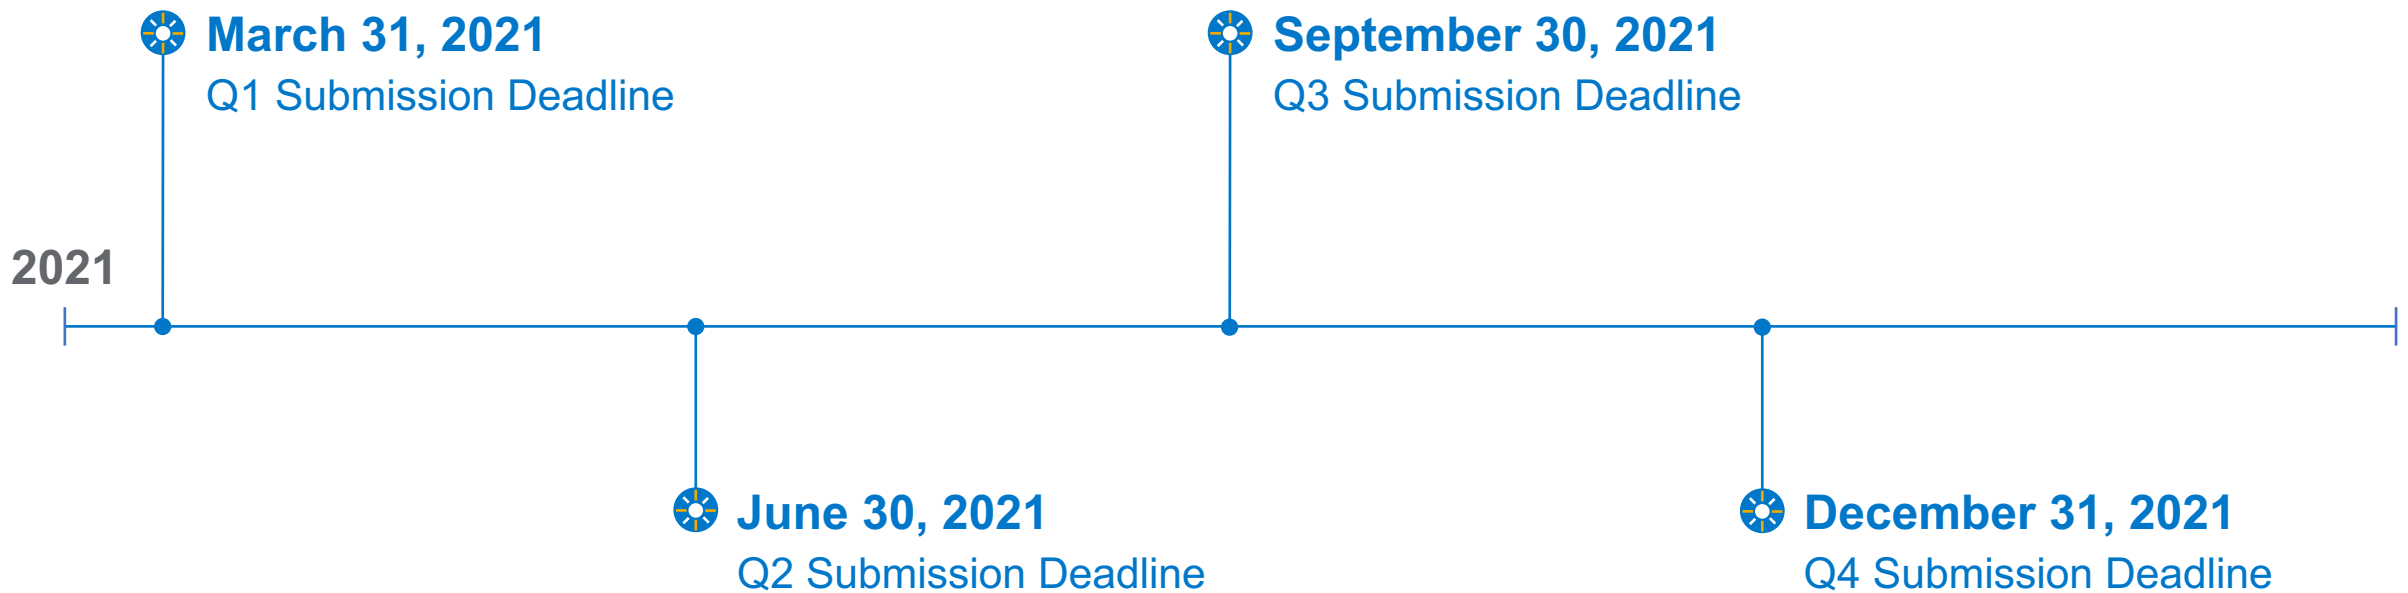 March 31, 2021
Q1 Submission Deadline
September 30, 2021
Q3 Submission Deadline
2021
June 30, 2021
Q2 Submission Deadline
December 31, 2021
Q4 Submission Deadline